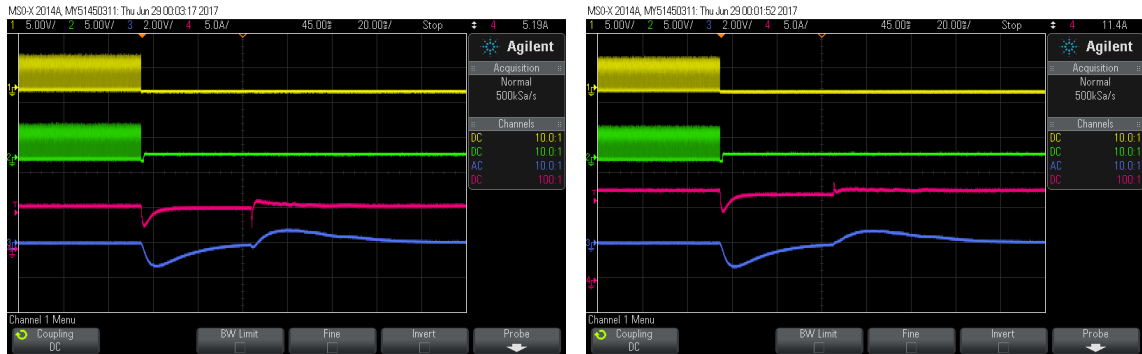 MSO-X 2014A, MY51450311: Thu Jun 29 00:03:17 2017
1 5.00V/ 2 5.00V/ 3 2.00V/ 4 5.0A/ 45.00s 20.00s/ Stop 4 5.19A
Agilent
Acquisition
Normal
500kSa/s
Channels
DC 10.0:1
DC 10.0:1
AC 10.0:1
DC 100:1
Channel 1 Menu
Coupling
DC
BW Limit
Fine
Invert
Probe
MSO-X 2014A, MY51450311: Thu Jun 29 00:01:52 2017
1 5.00V/ 2 5.00V/ 3 2.00V/ 4 5.0A/ 45.00s 20.00s/ Stop 4 11.4A
Agilent
Acquisition
Normal
500kSa/s
Channels
DC 10.0:1
DC 10.0:1
AC 10.0:1
DC 100:1
Channel 1 Menu
Coupling
DC
BW Limit
Fine
Invert
Probe